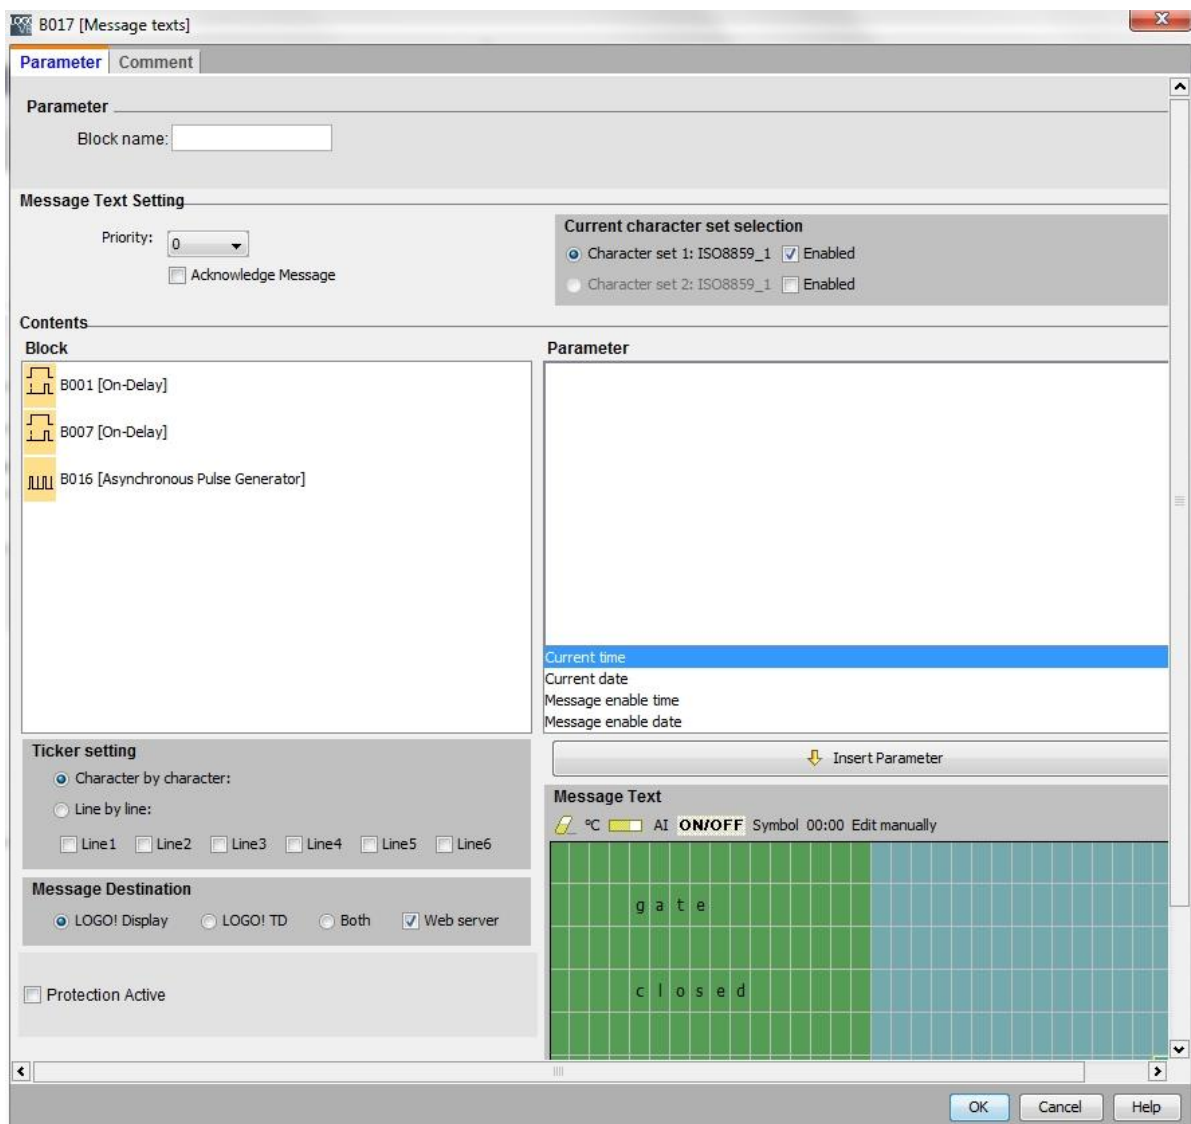 B017 [Message texts]
Parameter Comment
Parameter
Block name:
Message Text Setting
Priority: 0
Acknowledge Message
Current character set selection
Character set 1: ISO8859_1 Enabled
Character set 2: ISO8859_1 Enabled
Contents
Block
B001 [On-Delay]
B007 [On-Delay]
B016 [Asynchronous Pulse Generator]
Parameter
Current time
Current date
Message enable time
Message enable date
Insert Parameter
Ticker setting
Character by character:
Line by line:
Line1 Line2 Line3 Line4 Line5 Line6
Message Destination
LOGO! Display LOGO! TD Both Web server
Protection Active
Message Text
°C AI ON/OFF Symbol 00:00 Edit manually
gate
closed
OK Cancel Help